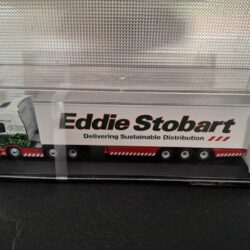 Eddie Stobart
Delivering Sustainable Distribution